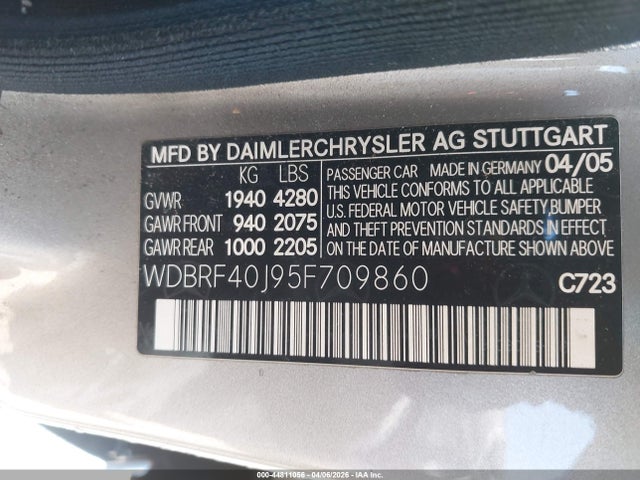 MFD BY DAIMLERCHRYSLER AG STUTTGART
KG LBS
GVWR 1940 4280
GAWR FRONT 940 2075
GAWR REAR 1000 2205
PASSENGER CAR MADE IN GERMANY 04/05
THIS VEHICLE CONFORMS TO ALL APPLICABLE
U.S. FEDERAL MOTOR VEHICLE SAFETY, BUMPER
AND THEFT PREVENTION STANDARDS IN EFFECT
ON THE DATE OF MANUFACTURE SHOWN ABOVE.
WDBRF40J95F709860 C723
000-44811056 - 04/06/2026 - IAA Inc.